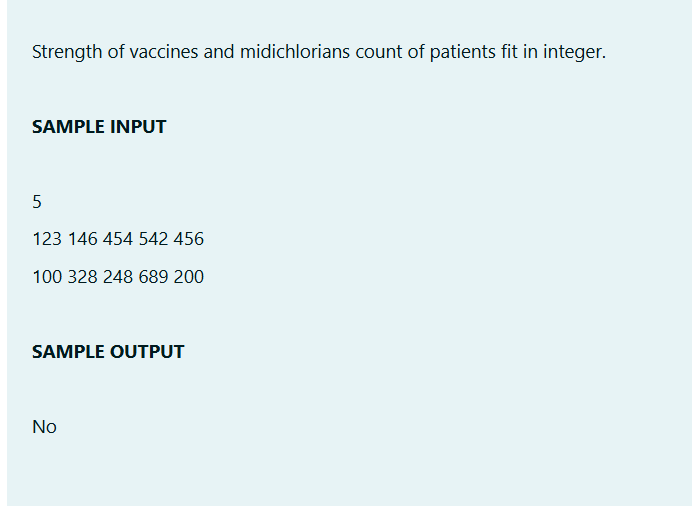 Strength of vaccines and midichlorians count of patients fit in integer.
SAMPLE INPUT
5
123 146 454 542 456
100 328 248 689 200
SAMPLE OUTPUT
No